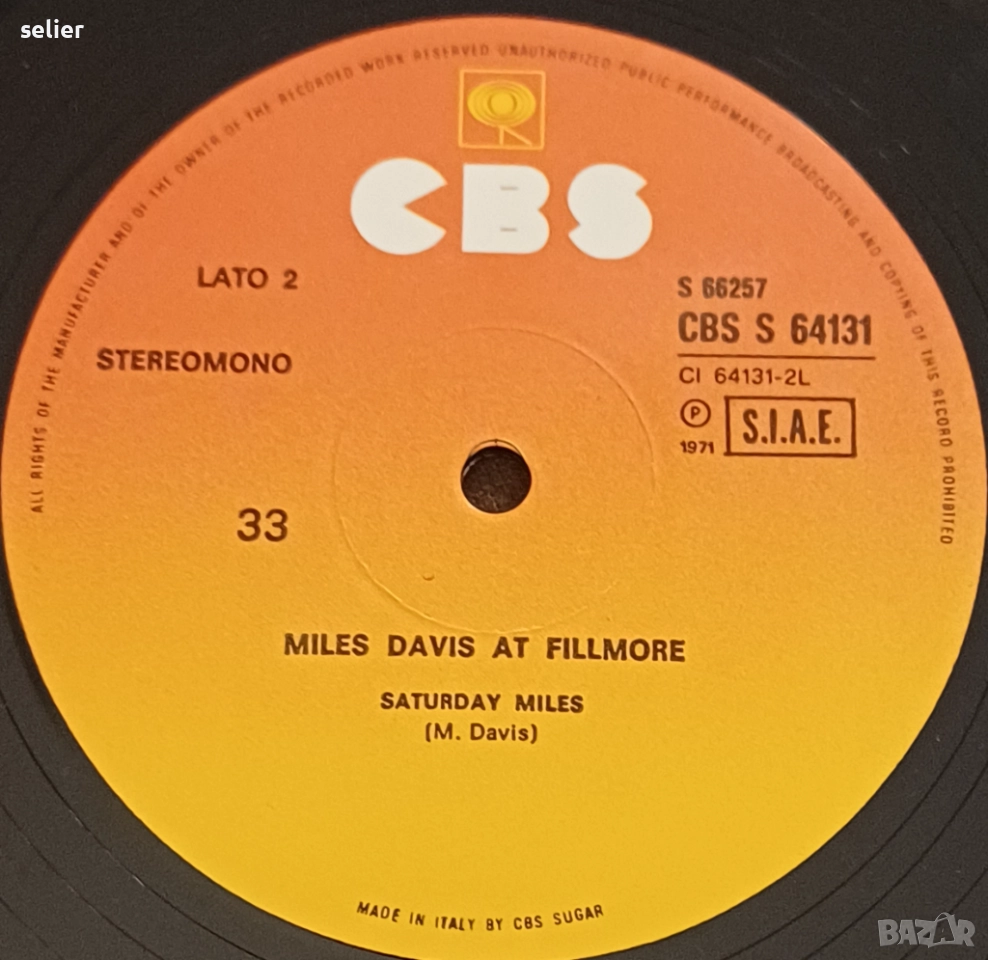 selier
ALL RIGHTS OF THE MANUFACTURER AND OF THE OWNER OF THE RECORDED WORK RESERVED UNAUTHORIZED PUBLIC PERFORMANCE BROADCASTING AND COPYING OF THIS RECORD PROHIBITED
CBS
LATO 2
S 66257
CBS S 64131
STEREOMONO
CI 64131-2L
P
1971
S.I.A.E.
33
MILES DAVIS AT FILLMORE
SATURDAY MILES
(M. Davis)
MADE IN ITALY BY CBS SUGAR
BAZAR